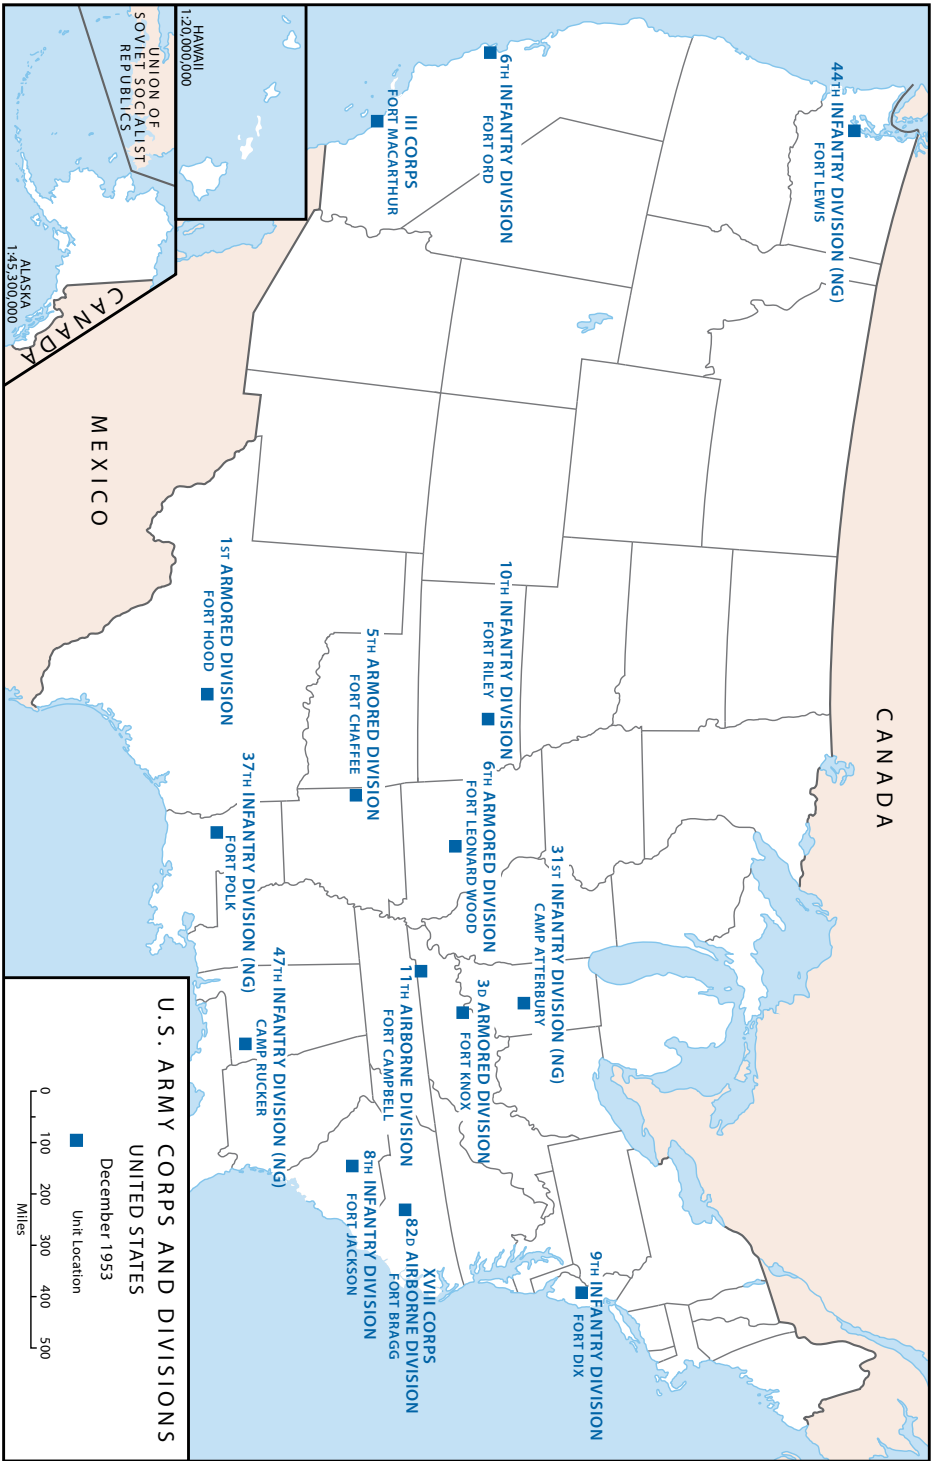 44TH INFANTRY DIVISION (NG)
FORT LEWIS
CANADA
6TH INFANTRY DIVISION
FORT ORD
III CORPS
FORT MACARTHUR
10TH INFANTRY DIVISION
FORT RILEY
6TH ARMORED DIVISION
FORT LEONARD WOOD
31ST INFANTRY DIVISION (NG)
CAMP ATTERBURY
3D ARMORED DIVISION
FORT KNOX
11TH AIRBORNE DIVISION
FORT CAMPBELL
9TH INFANTRY DIVISION
FORT DIX
XVIII CORPS
82D AIRBORNE DIVISION
FORT BRAGG
8TH INFANTRY DIVISION
FORT JACKSON
5TH ARMORED DIVISION
FORT CHAFFEE
1ST ARMORED DIVISION
FORT HOOD
37TH INFANTRY DIVISION (NG)
FORT POLK
47TH INFANTRY DIVISION (NG)
CAMP RUCKER
MEXICO
HAWAII
1:20,000,000
UNION OF
SOVIET SOCIALIST
REPUBLICS
CANADA
ALASKA
1:45,300,000
U.S. ARMY CORPS AND DIVISIONS
UNITED STATES
December 1953
Unit Location
0 100 200 300 400 500
Miles